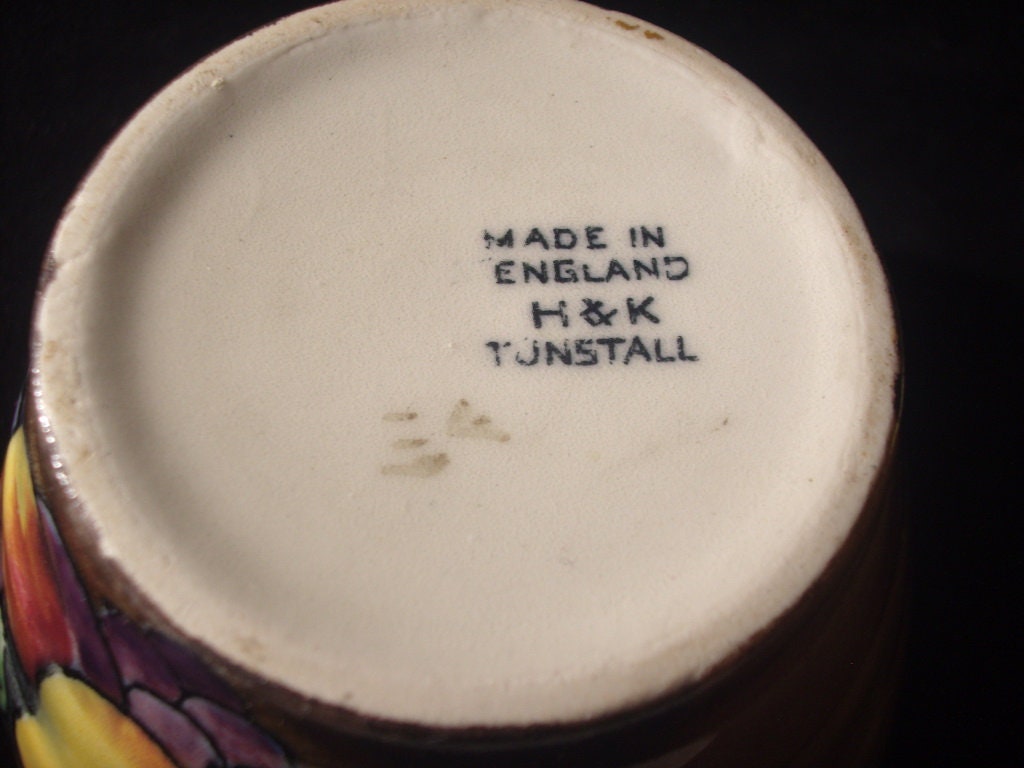 MADE IN
ENGLAND
H & K
TUNSTALL